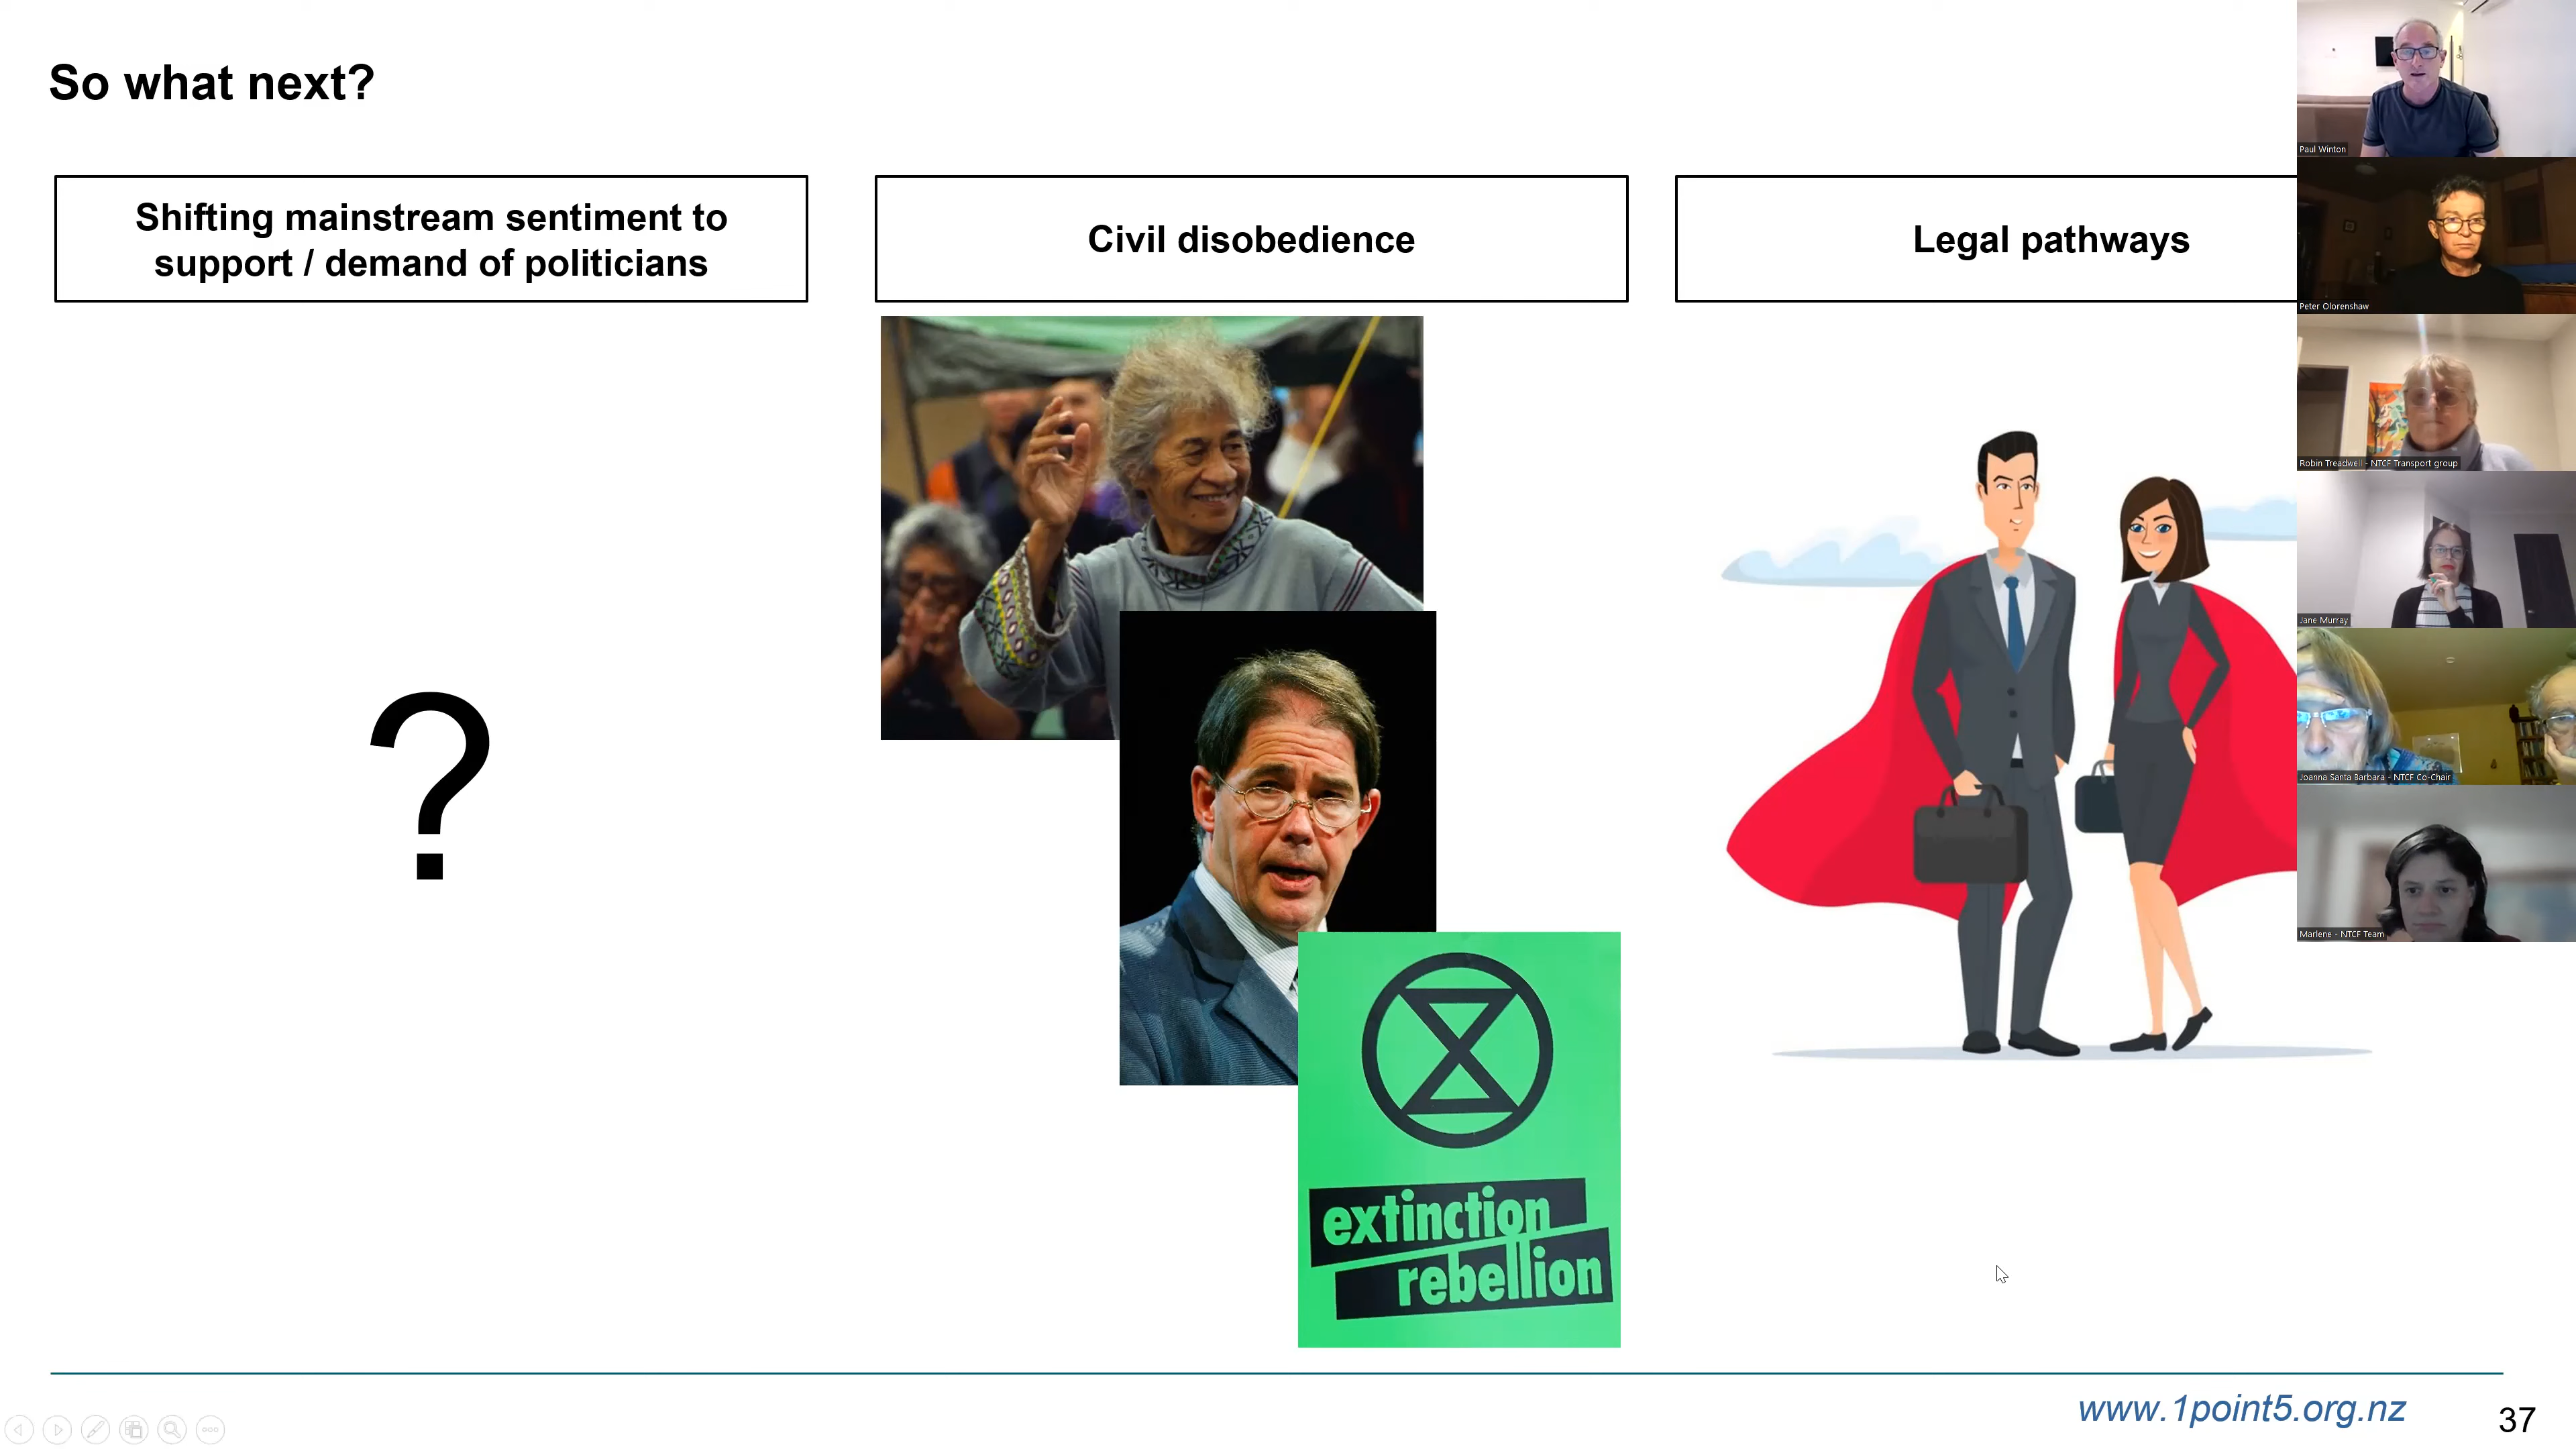 So what next?
Shifting mainstream sentiment to
support / demand of politicians
Civil disobedience
Legal pathways
?
extinction
rebellion
www.1point5.org.nz
37
Paul Winton
Peter Olorenshaw
Robin Treadwell - NTCF Transport group
Jane Murray
Joanna Santa Barbara - NTCF Co-Chair
Marlene - NTCF Team